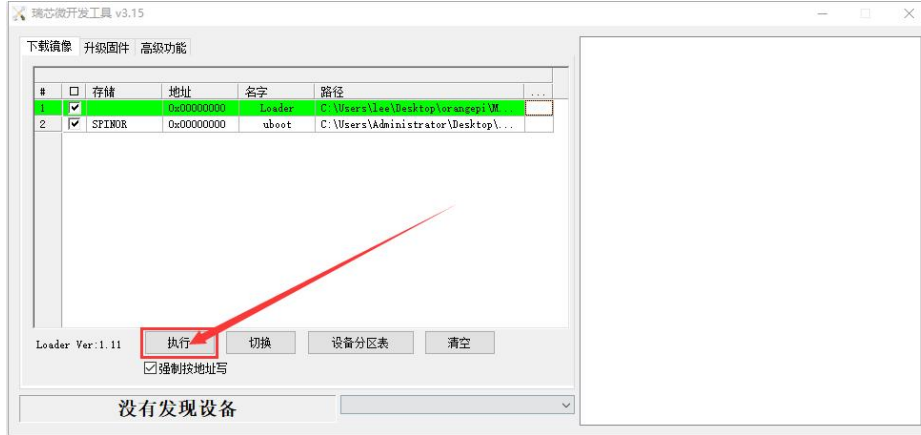 瑞芯微开发工具 v3.15
下载镜像 升级固件 高级功能
# 存储 地址 名字 路径 ...
1 0x00000000 Loader C:\Users\lee\Desktop\orangepi\M...
2 SPINOR 0x00000000 uboot C:\Users\Administrator\Desktop\...
Loader Ver:1.11 执行 切换 设备分区表 清空
强制按地址写
没有发现设备